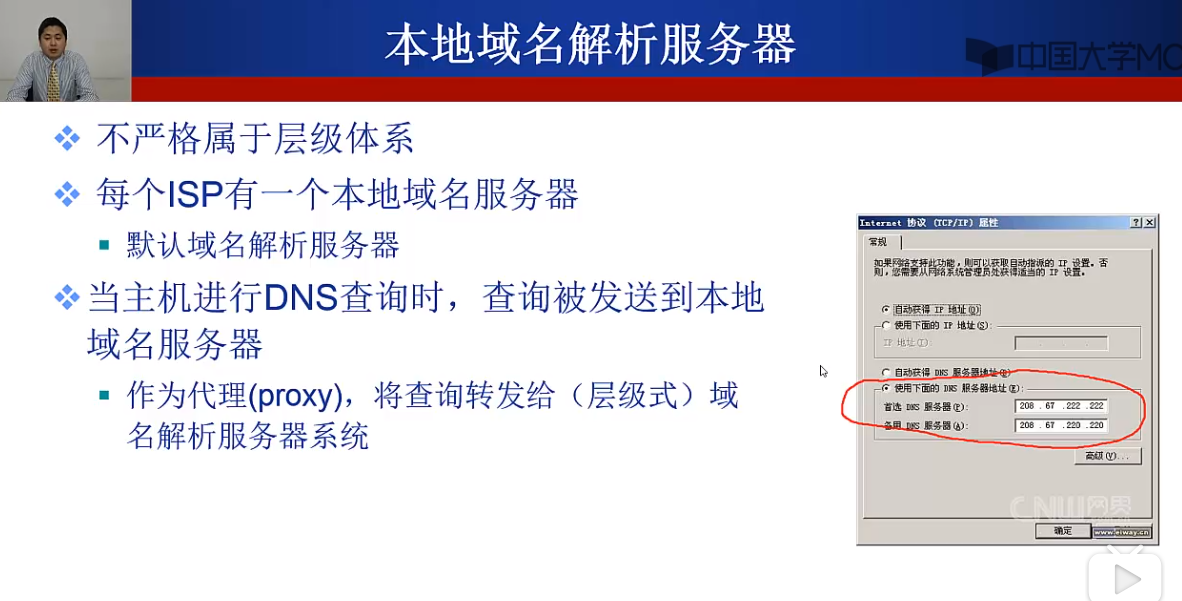 本地域名解析服务器
中国大学MO
不严格属于层级体系
每个ISP有一个本地域名服务器
默认域名解析服务器
当主机进行DNS查询时，查询被发送到本地
域名服务器
作为代理(proxy)，将查询转发给（层级式）域
名解析服务器系统
Internet 协议 (TCP/IP) 属性
常规
如果网络支持此功能，则可以获取自动指派的 IP 设置。否
则，您需要从网络系统管理员处获得适当的 IP 设置。
自动获得 IP 地址(O)
使用下面的 IP 地址(S):
IP 地址(I):
自动获得 DNS 服务器地址(B)
使用下面的 DNS 服务器地址(E):
首选 DNS 服务器(P):
208 . 67 .222 .222
备用 DNS 服务器(A):
208 . 67 .220 .220
高级(V)...
CNW网界
确定
www.eiway.cn